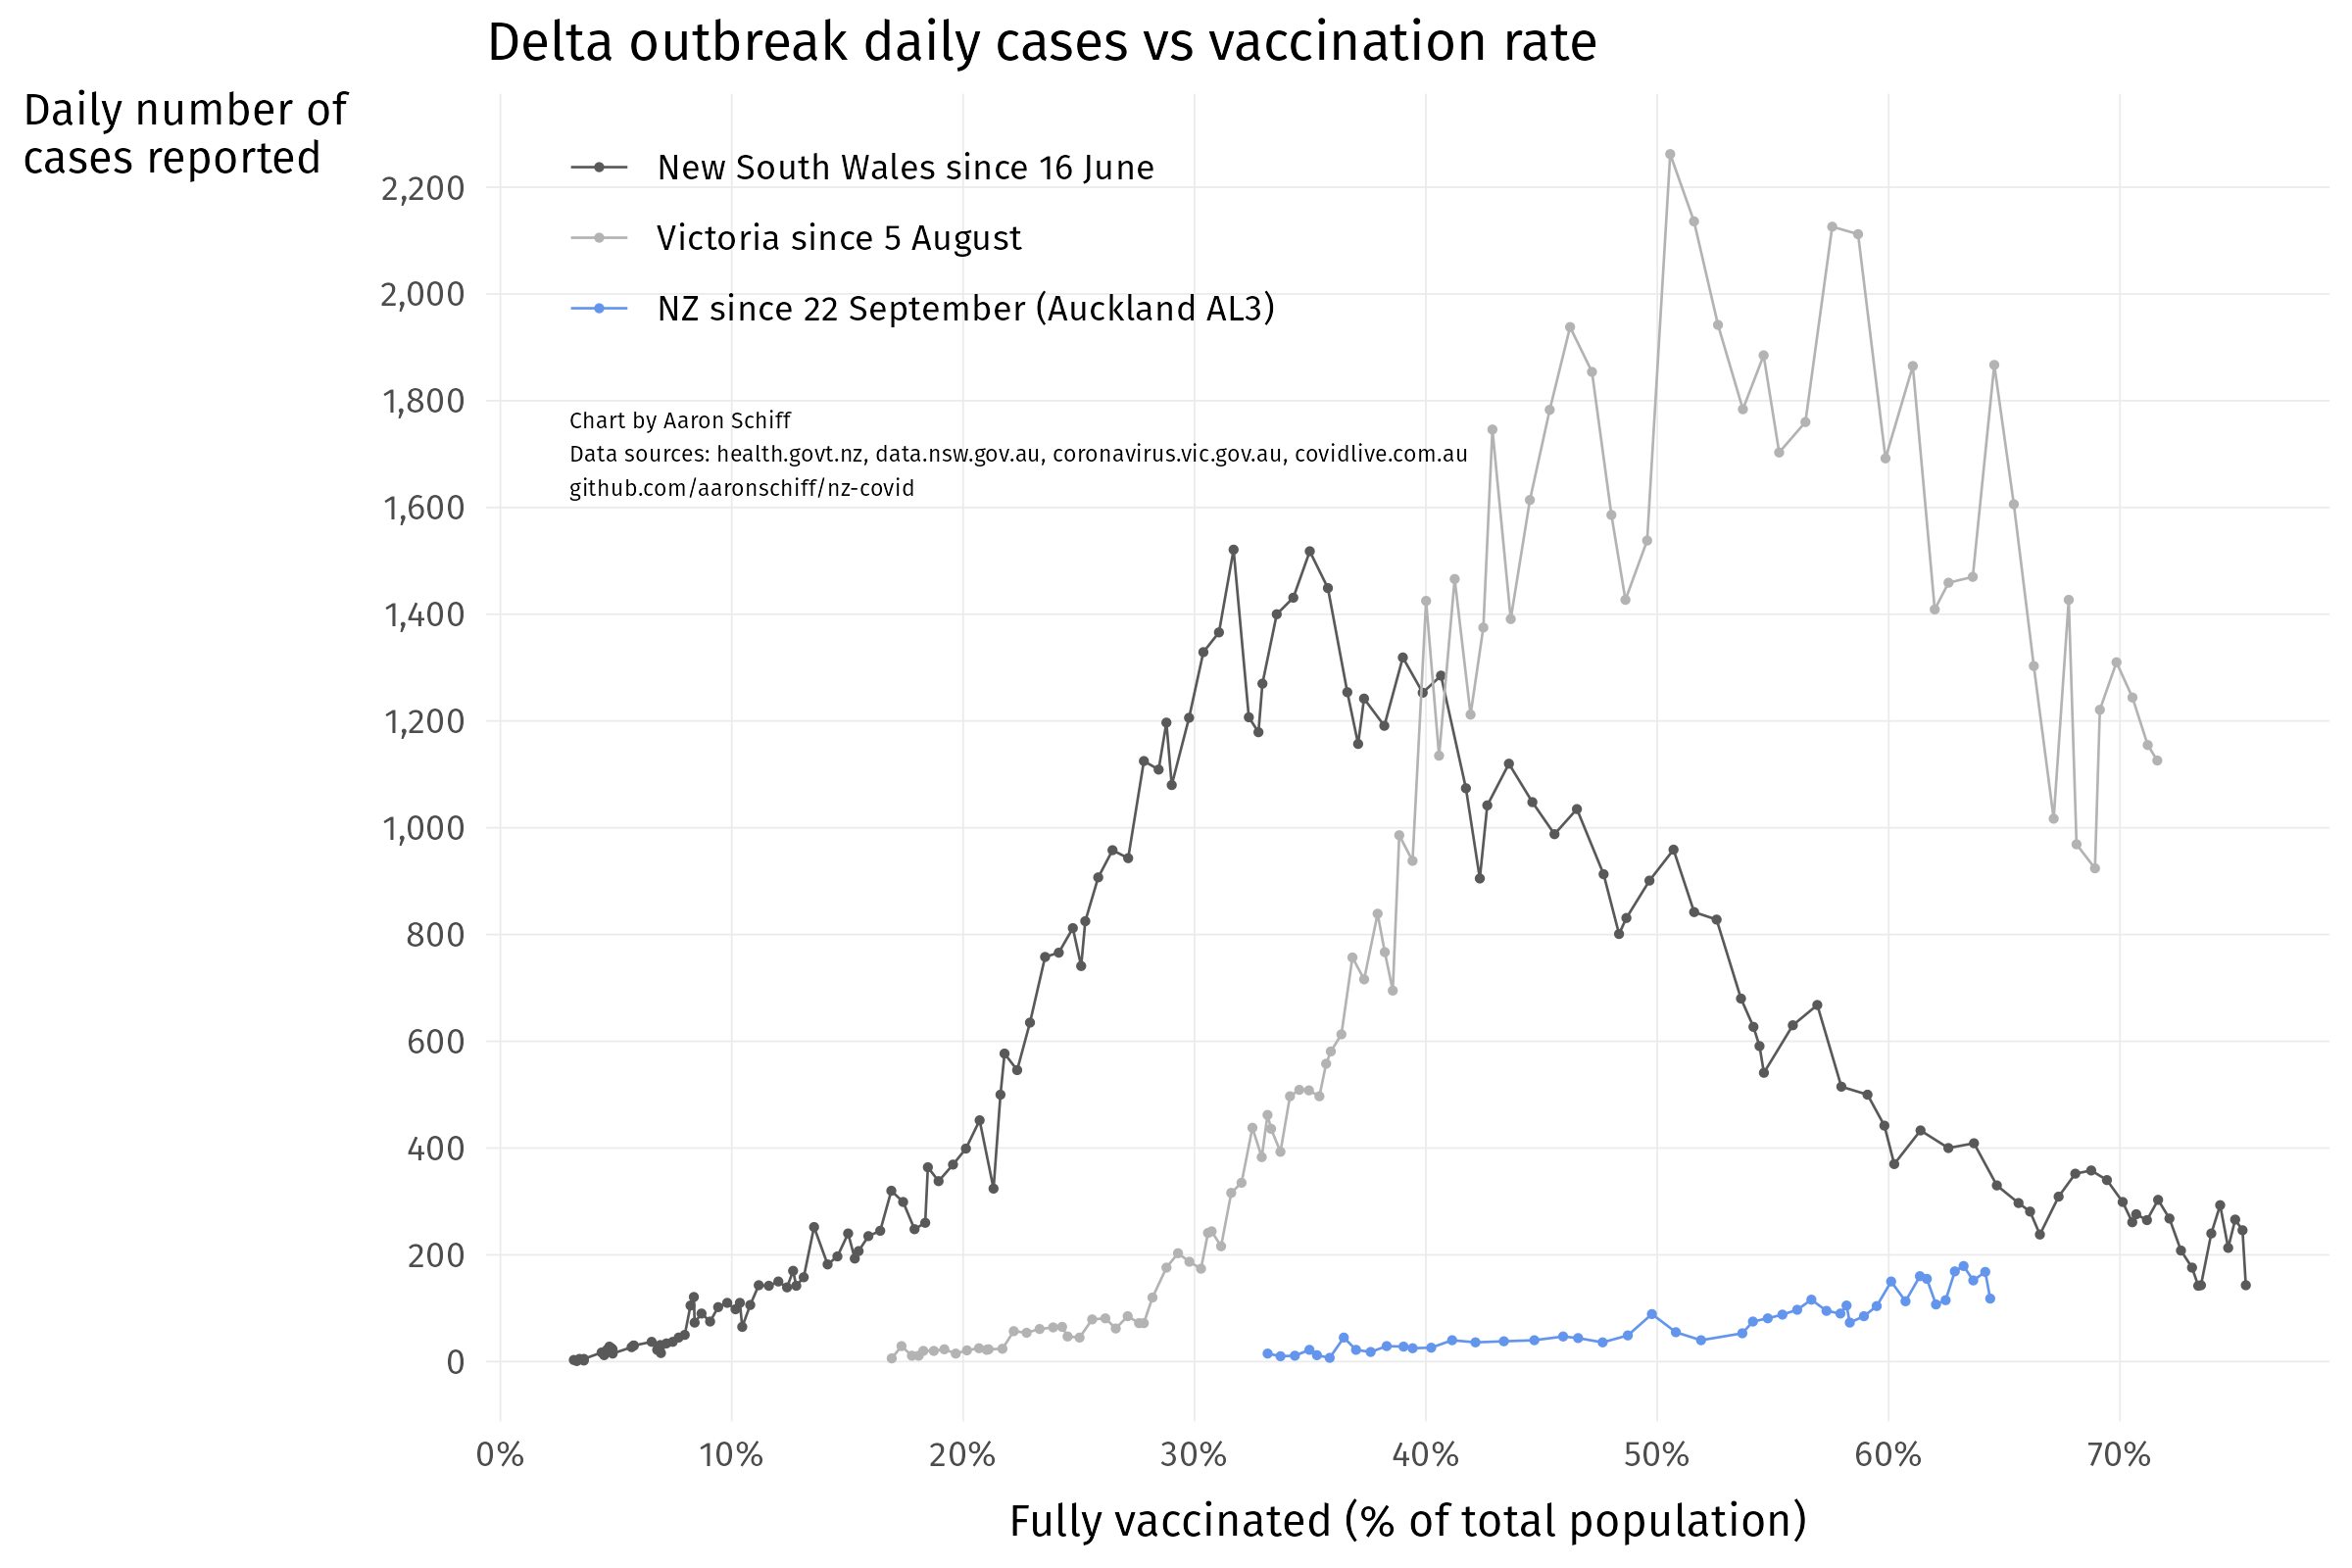 Delta outbreak daily cases vs vaccination rate
Daily number of
cases reported
New South Wales since 16 June
Victoria since 5 August
NZ since 22 September (Auckland AL3)
Chart by Aaron Schiff
Data sources: health.govt.nz, data.nsw.gov.au, coronavirus.vic.gov.au, covidlive.com.au
github.com/aaronschiff/nz-covid
2,200
2,000
1,800
1,600
1,400
1,200
1,000
800
600
400
200
0
0% 10% 20% 30% 40% 50% 60% 70%
Fully vaccinated (% of total population)